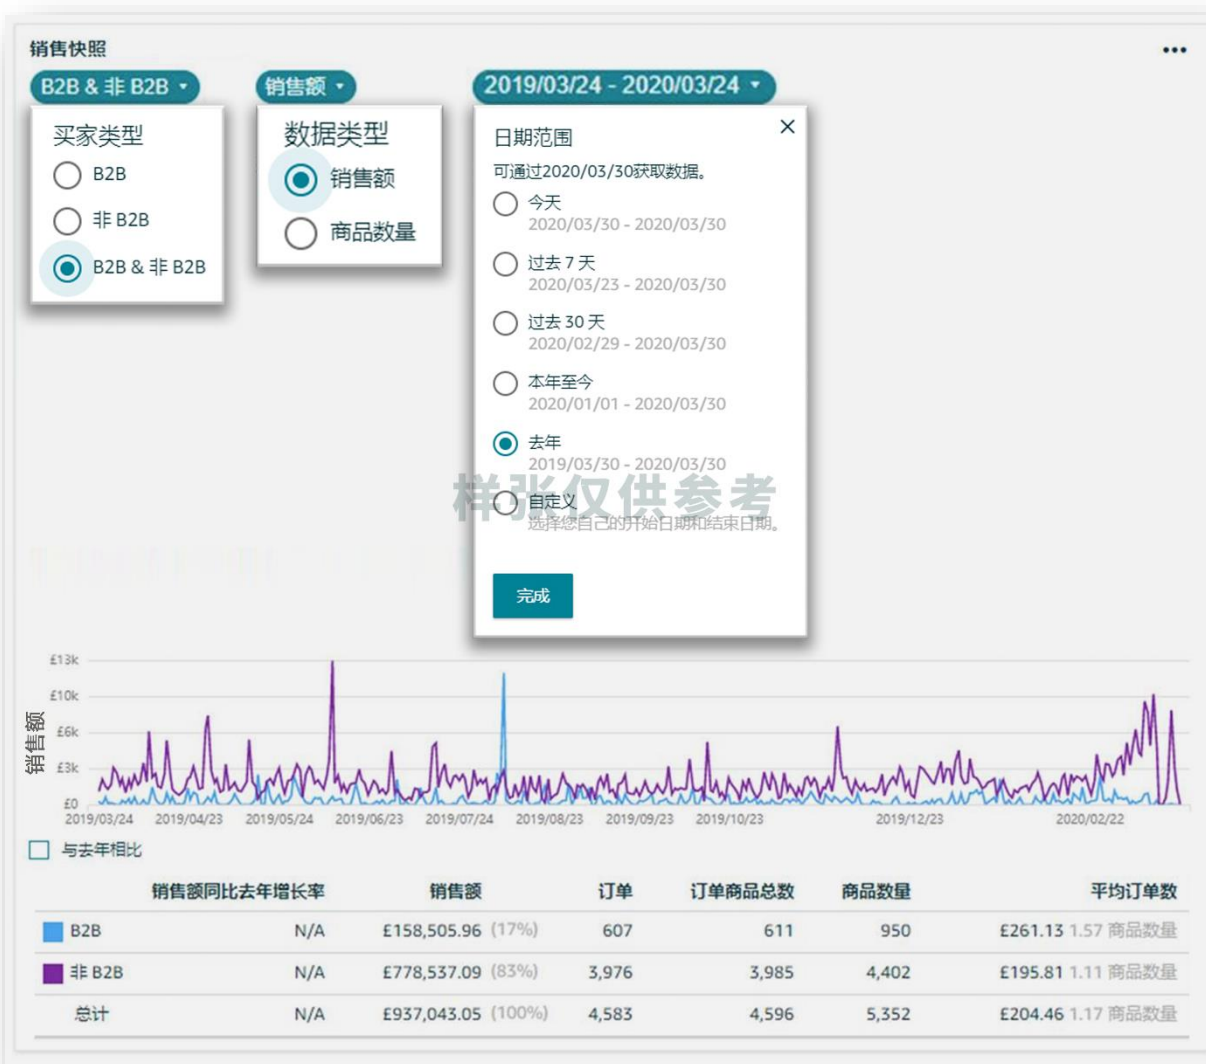 销售快照
B2B & 非 B2B
销售额
2019/03/24 - 2020/03/24
买家类型
B2B
非 B2B
B2B & 非 B2B
数据类型
销售额
商品数量
日期范围
可通过2020/03/30获取数据。
今天
2020/03/30 - 2020/03/30
过去 7 天
2020/03/23 - 2020/03/30
过去 30 天
2020/02/29 - 2020/03/30
本年至今
2020/01/01 - 2020/03/30
去年
2019/03/30 - 2020/03/30
样张仅供参考
自定义
选择您自己的开始日期和结束日期。
完成
£13k
£10k
£6k
£3k
£0
销售额
2019/03/24 2019/04/23 2019/05/24 2019/06/23 2019/07/24 2019/08/23 2019/09/23 2019/10/23 2019/12/23 2020/02/22
与去年相比
销售额同比去年增长率 销售额 订单 订单商品总数 商品数量 平均订单数
B2B N/A £158,505.96 (17%) 607 611 950 £261.13 1.57 商品数量
非 B2B N/A £778,537.09 (83%) 3,976 3,985 4,402 £195.81 1.11 商品数量
总计 N/A £937,043.05 (100%) 4,583 4,596 5,352 £204.46 1.17 商品数量